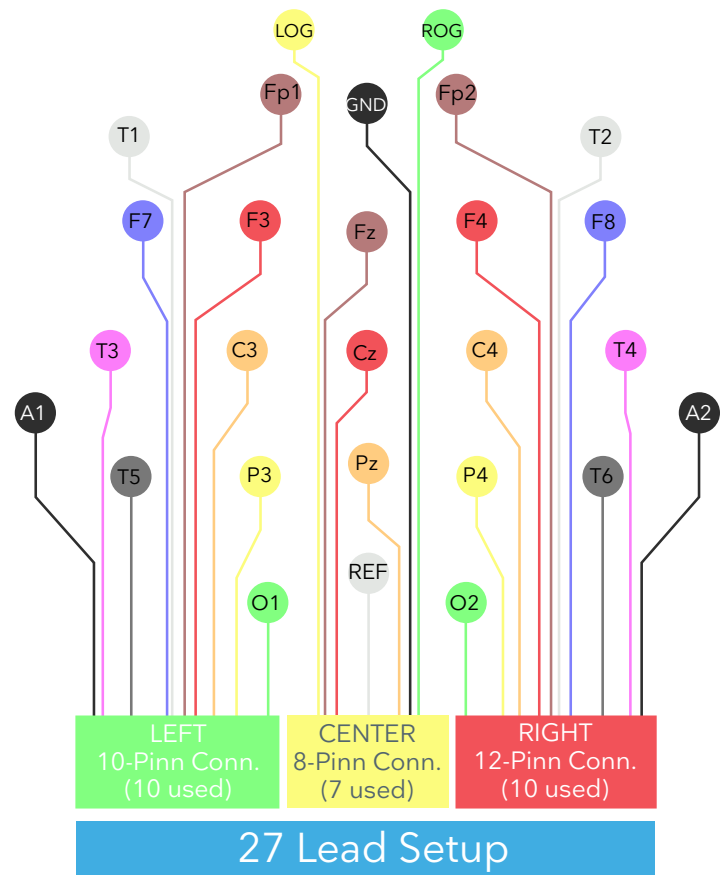 LOG
ROG
Fp1
GND
Fp2
T1
T2
F7
F3
Fz
F4
F8
T3
C3
Cz
C4
T4
A1
A2
T5
P3
Pz
P4
T6
REF
O1
O2
LEFT
10-Pinn Conn.
(10 used)
CENTER
8-Pinn Conn.
(7 used)
RIGHT
12-Pinn Conn.
(10 used)
27 Lead Setup